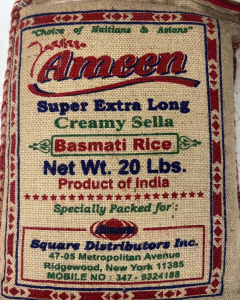 "Choice of Haitians & Asians"
Ameen
Super Extra Long
Creamy Sella
Basmati Rice
Net Wt. 20 Lbs.
Product of India
Specially Packed for :
Square Distributors Inc.
47-05 Metropolitan Avenue
Ridgewood, New York 11385
MOBILE NO : 347 - 9324188